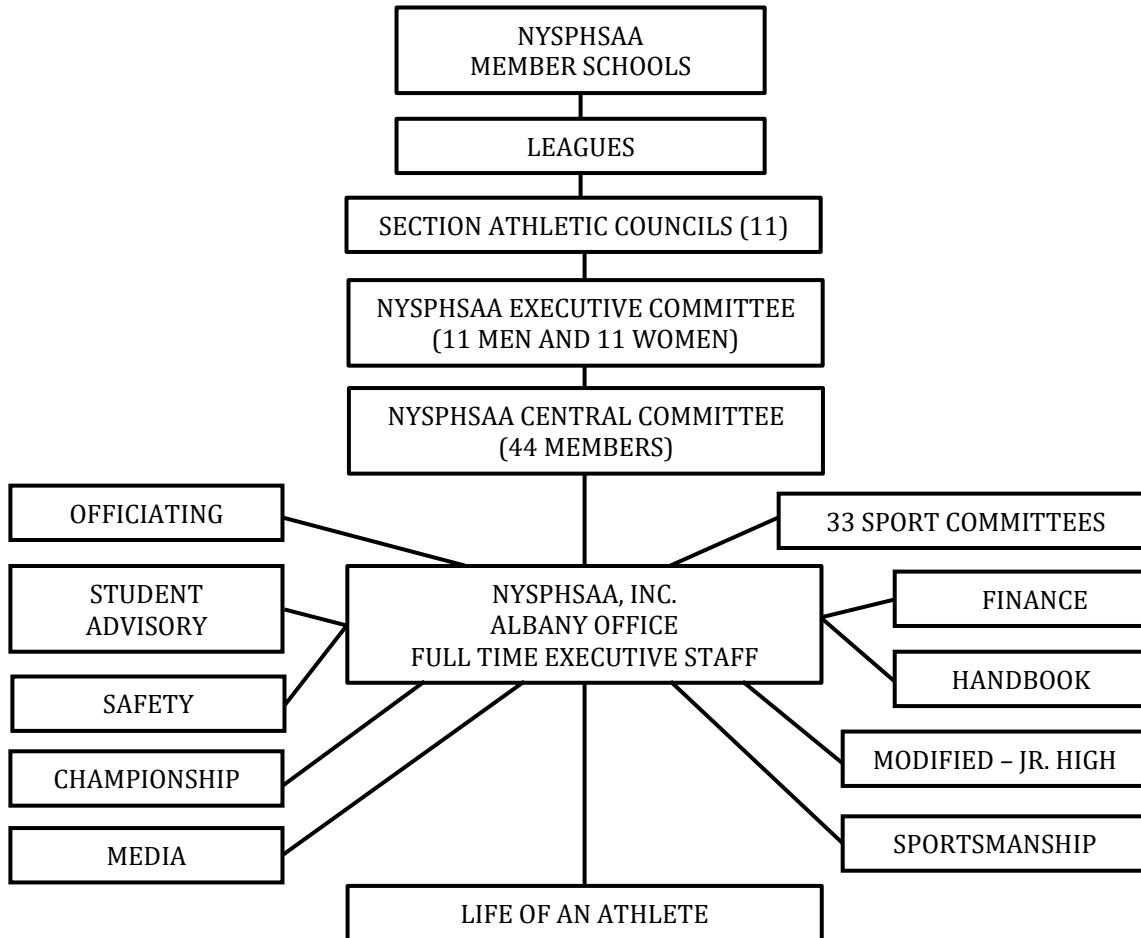 NYSPHSAA
MEMBER SCHOOLS
LEAGUES
SECTION ATHLETIC COUNCILS (11)
NYSPHSAA EXECUTIVE COMMITTEE
(11 MEN AND 11 WOMEN)
NYSPHSAA CENTRAL COMMITTEE
(44 MEMBERS)
OFFICIATING
33 SPORT COMMITTEES
STUDENT
ADVISORY
NYSPHSAA, INC.
ALBANY OFFICE
FULL TIME EXECUTIVE STAFF
FINANCE
SAFETY
HANDBOOK
CHAMPIONSHIP
MODIFIED – JR. HIGH
MEDIA
SPORTSMANSHIP
LIFE OF AN ATHLETE